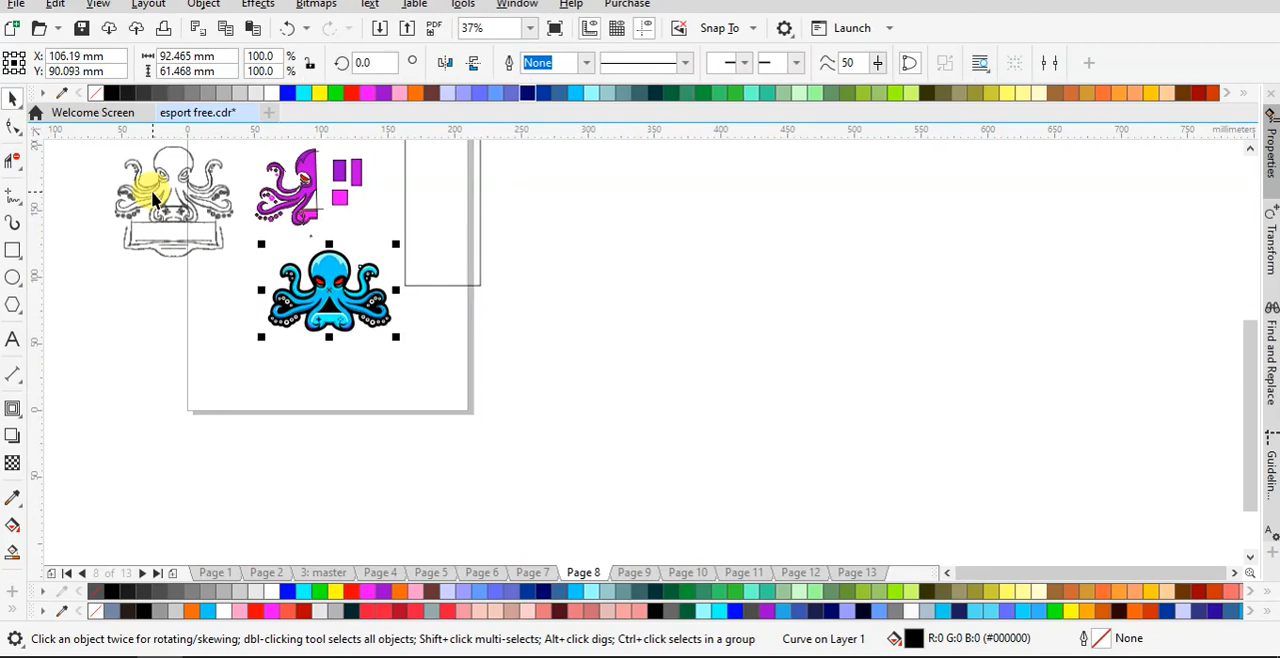 File Edit View Layout Object Effects Bitmaps Text Table Tools Window Help Purchase
PDF 37% Snap To Launch
X: 106.19 mm 92.465 mm 100.0 % 0.0 None 50
Y: 90.093 mm 61.468 mm 100.0 %
Welcome Screen esport free.cdr*
100 50 0 50 100 150 200 250 300 350 400 450 500 550 600 650 700 750 millimeters
Properties
Transform
Find and Replace
Guidelin...
8 of 13 Page 1 Page 2 3: master Page 4 Page 5 Page 6 Page 7 Page 8 Page 9 Page 10 Page 11 Page 12 Page 13
Click an object twice for rotating/skewing; dbl-clicking tool selects all objects; Shift+click multi-selects; Alt+click digs; Ctrl+click selects in a group Curve on Layer 1 R:0 G:0 B:0 (#000000) None